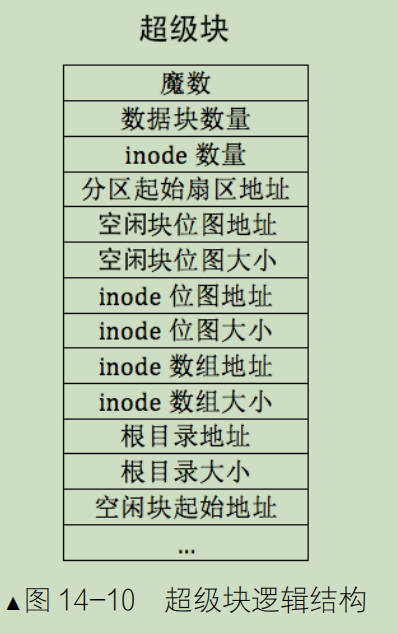 超级块
魔数
数据块数量
inode 数量
分区起始扇区地址
空闲块位图地址
空闲块位图大小
inode 位图地址
inode 位图大小
inode 数组地址
inode 数组大小
根目录地址
根目录大小
空闲块起始地址
...
▲图 14-10 超级块逻辑结构